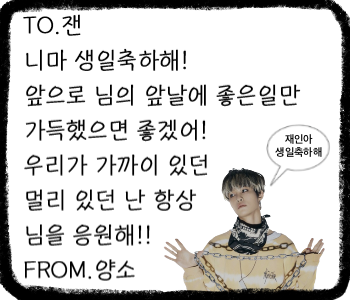 TO.잰
니마 생일축하해!
앞으로 님의 앞날에 좋은일만
가득했으면 좋겠어!
우리가 가까이 있던
멀리 있던 난 항상
님을 응원해!!
FROM.양소
재인아
생일축하해